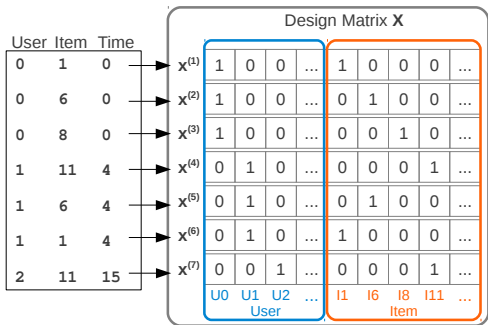 Design Matrix X
User Item Time
0 1 0 x(1) 1 0 0 ... 1 0 0 0 ...
0 6 0 x(2) 1 0 0 ... 0 1 0 0 ...
0 8 0 x(3) 1 0 0 ... 0 0 1 0 ...
1 11 4 x(4) 0 1 0 ... 0 0 0 1 ...
1 6 4 x(5) 0 1 0 ... 0 1 0 0 ...
1 1 4 x(6) 0 1 0 ... 1 0 0 0 ...
2 11 15 x(7) 0 0 1 ... 0 0 0 1 ...
U0 U1 U2 ... I1 I6 I8 I11 ...
User Item